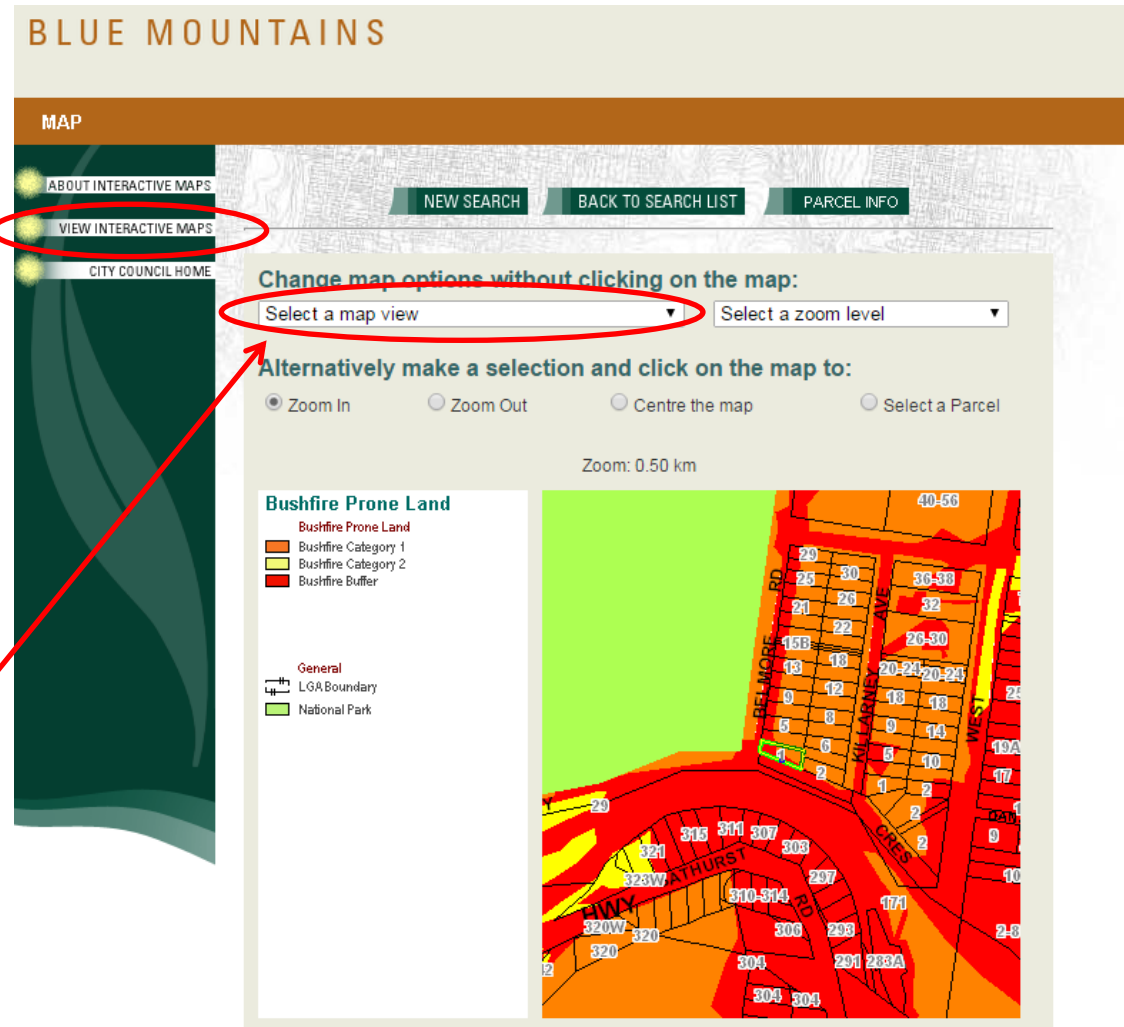 BLUE MOUNTAINS
MAP
ABOUT INTERACTIVE MAPS
VIEW INTERACTIVE MAPS
CITY COUNCIL HOME
NEW SEARCH BACK TO SEARCH LIST PARCEL INFO
Change map options without clicking on the map:
Select a map view Select a zoom level
Alternatively make a selection and click on the map to:
Zoom In Zoom Out Centre the map Select a Parcel
Zoom: 0.50 km
Bushfire Prone Land
Bushfire Prone Land
Bushfire Category 1
Bushfire Category 2
Bushfire Buffer
General
LGA Boundary
National Park
40-56
29
25 30 36-38
RD
21 26 AVE 32
22
15B 26-30
13 18 20-24 20-24
BELMORE
9 12 18 18 25
KILLARNEY
WEST
5 8 9 14
6 5 10 19A
1 2 17
1 2
29 2
315 311 307 9
321 303 CRES 2
BATHURST
323W 297 10
310-314 171
HWY RD
320W 320 306 293 2-8
320 304 291 283A
304 304